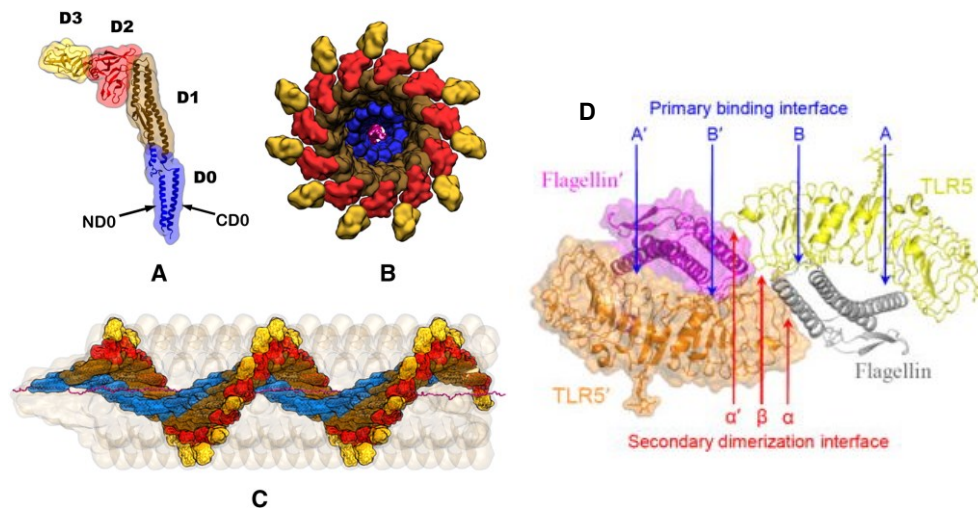 D3
D2
D1
D0
ND0
CD0
A
B
C
D
Primary binding interface
A′ B′ B A
Flagellin′
TLR5
TLR5′
Flagellin
α′ β α
Secondary dimerization interface